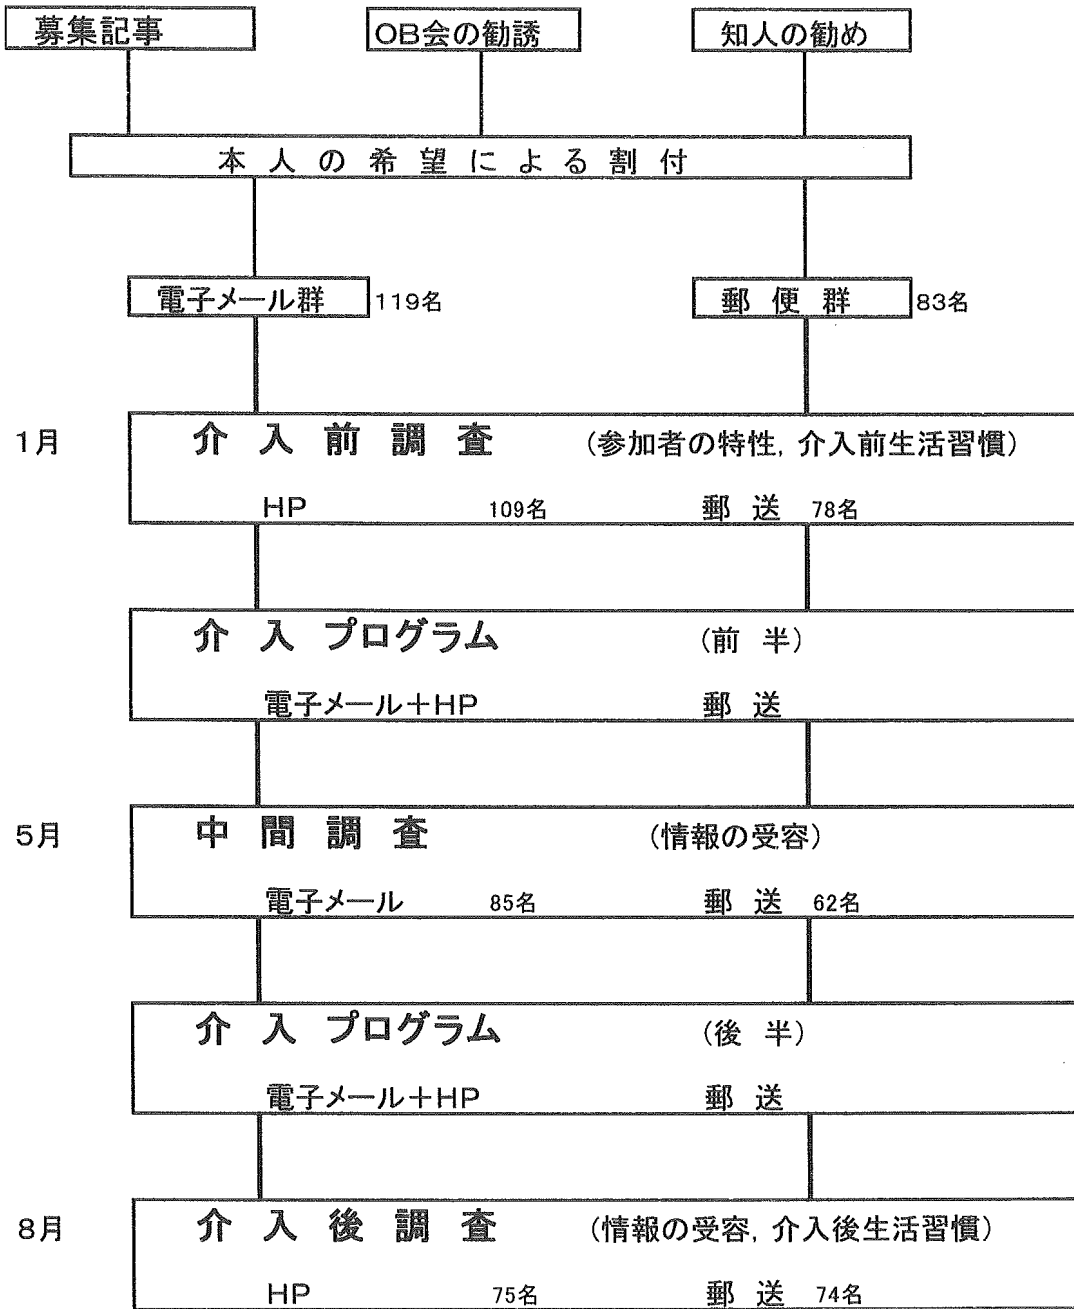 募集記事 OB会の勧誘 知人の勧め
本人の希望による割付
電子メール群 119名 郵便群 83名
1月 介入前調査 (参加者の特性, 介入前生活習慣)
HP 109名 郵送 78名
介入プログラム (前半)
電子メール+HP 郵送
5月 中間調査 (情報の受容)
電子メール 85名 郵送 62名
介入プログラム (後半)
電子メール+HP 郵送
8月 介入後調査 (情報の受容, 介入後生活習慣)
HP 75名 郵送 74名